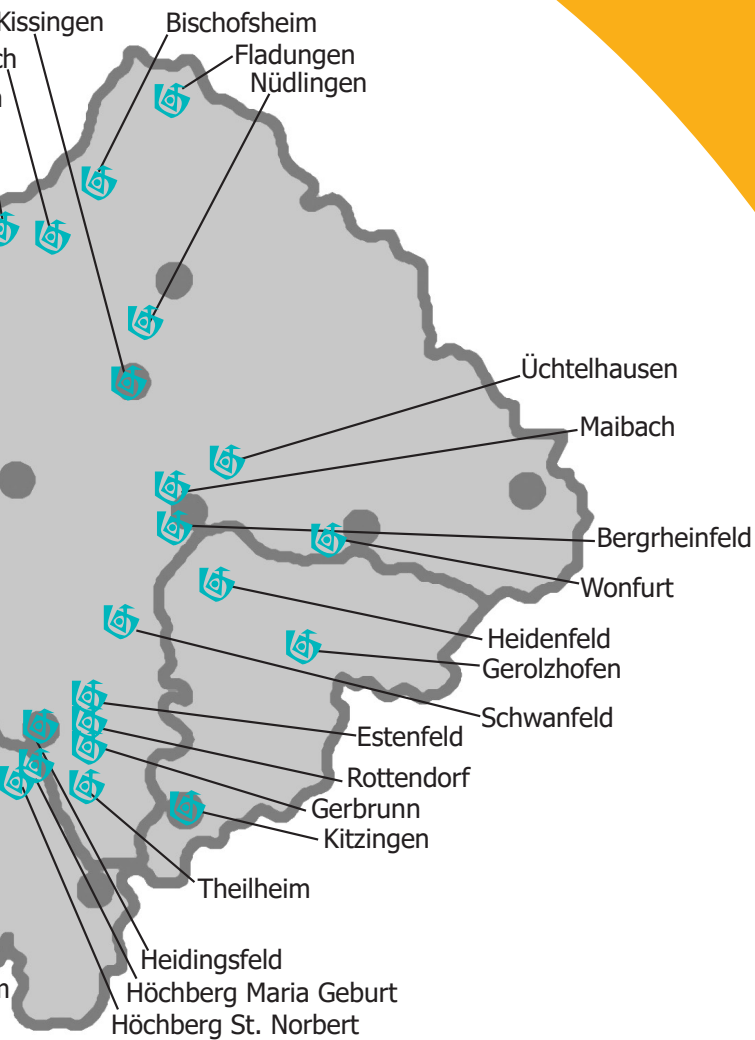 Kissingen
Bischofsheim
ch
Fladungen
Nüdlingen
Üchtelhausen
Maibach
Bergrheinfeld
Wonfurt
Heidenfeld
Gerolzhofen
Schwanfeld
Estenfeld
Rottendorf
Gerbrunn
Kitzingen
Theilheim
Heidingsfeld
Höchberg Maria Geburt
Höchberg St. Norbert